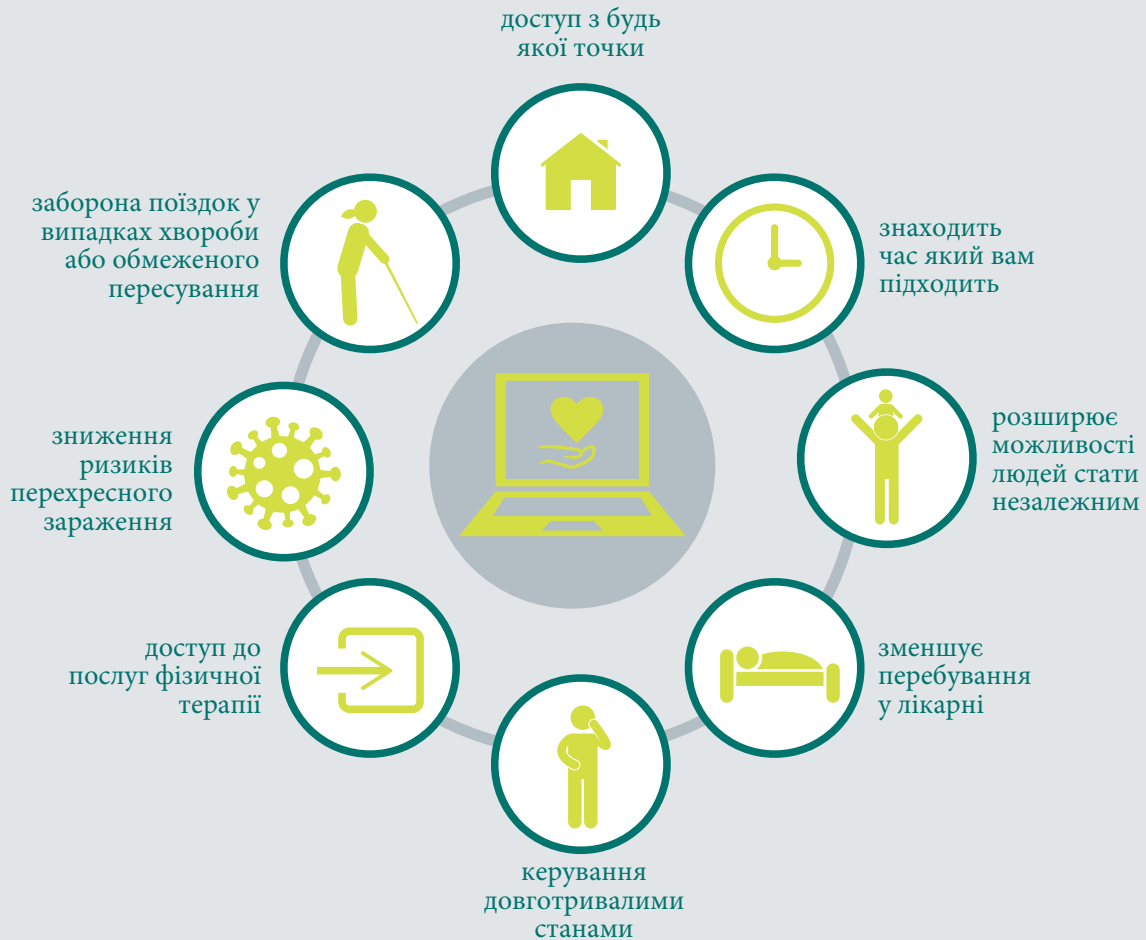 доступ з будь
якої точки
знаходить
час який вам
підходить
розширює
можливості
людей стати
незалежним
зменшує
перебування
у лікарні
керування
довготривалими
станами
доступ до
послуг фізичної
терапії
зниження
ризиків
перехресного
зараження
заборона поїздок у
випадках хвороби
або обмеженого
пересування